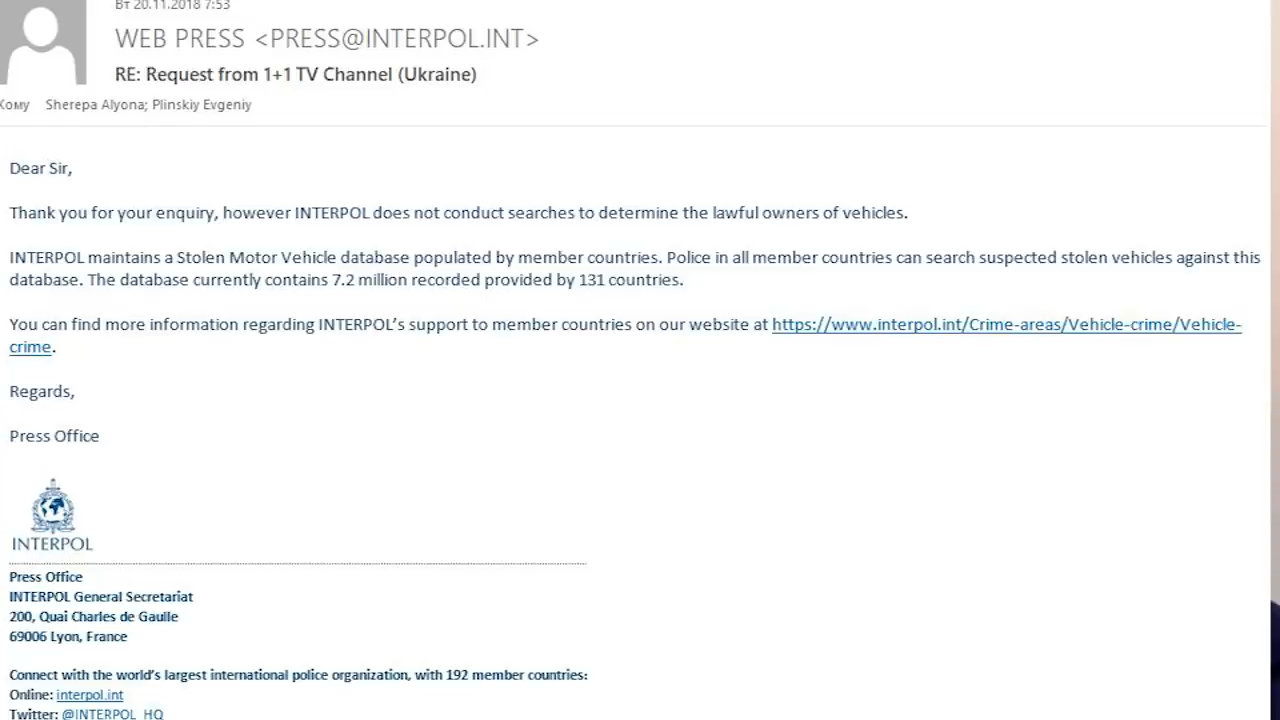 Вт 20.11.2018 7:53
WEB PRESS <PRESS@INTERPOL.INT>
RE: Request from 1+1 TV Channel (Ukraine)
Кому Sherepa Alyona; Plinskiy Evgeniy
Dear Sir,
Thank you for your enquiry, however INTERPOL does not conduct searches to determine the lawful owners of vehicles.
INTERPOL maintains a Stolen Motor Vehicle database populated by member countries. Police in all member countries can search suspected stolen vehicles against this
database. The database currently contains 7.2 million recorded provided by 131 countries.
You can find more information regarding INTERPOL's support to member countries on our website at https://www.interpol.int/Crime-areas/Vehicle-crime/Vehicle-
crime.
Regards,
Press Office
INTERPOL
Press Office
INTERPOL General Secretariat
200, Quai Charles de Gaulle
69006 Lyon, France
Connect with the world's largest international police organization, with 192 member countries:
Online: interpol.int
Twitter: @INTERPOL_HQ